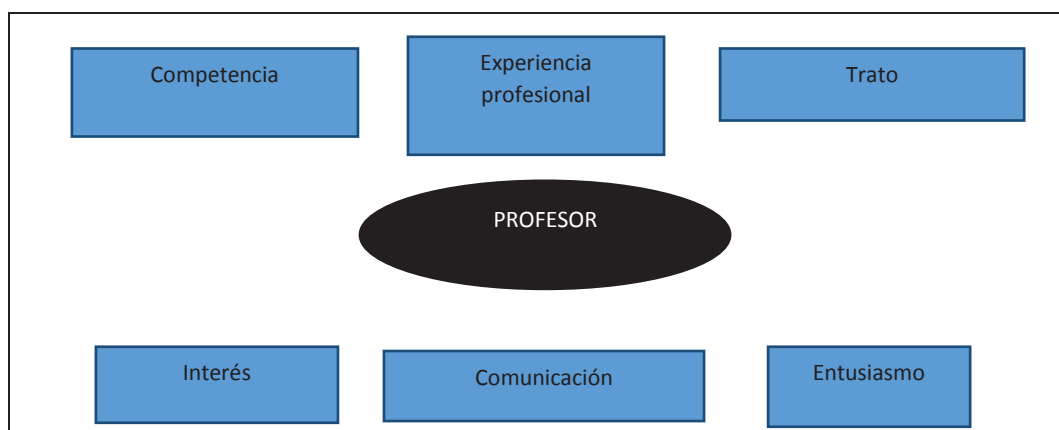 Competencia
Experiencia
profesional
Trato
PROFESOR
Interés
Comunicación
Entusiasmo